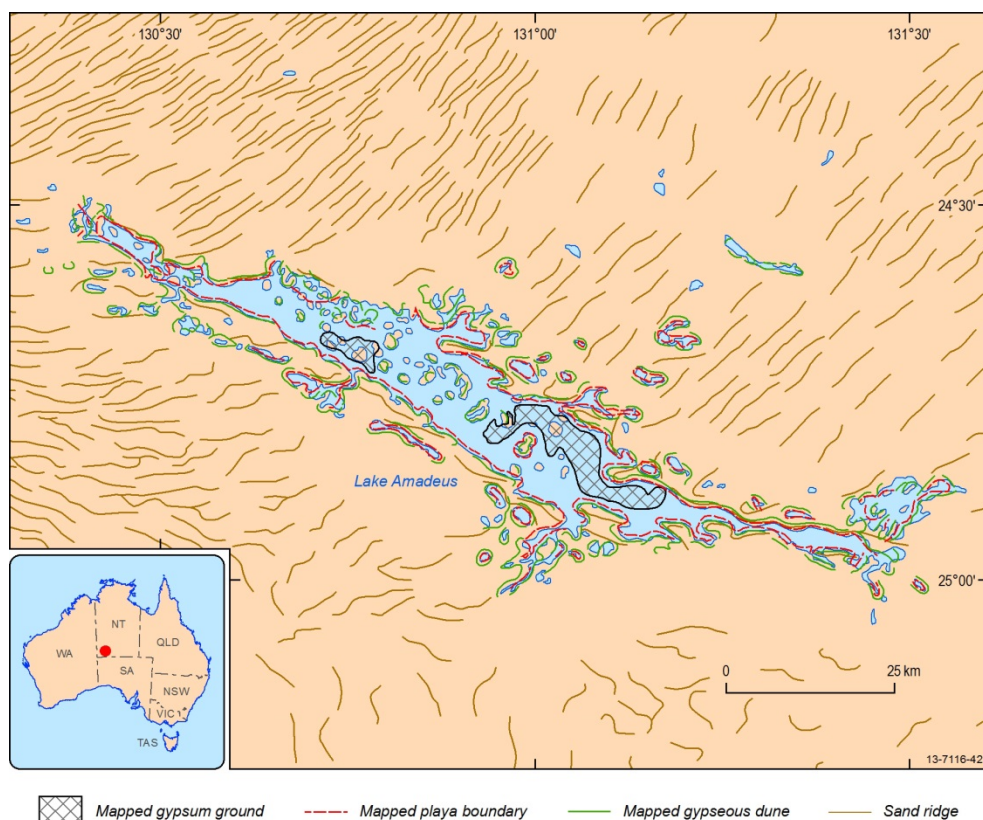 130°30'
131°00'
131°30'
24°30'
Lake Amadeus
25°00'
NT
WA
QLD
SA
NSW
VIC
TAS
0
25 km
13-7116-42
Mapped gypsum ground
Mapped playa boundary
Mapped gypseous dune
Sand ridge